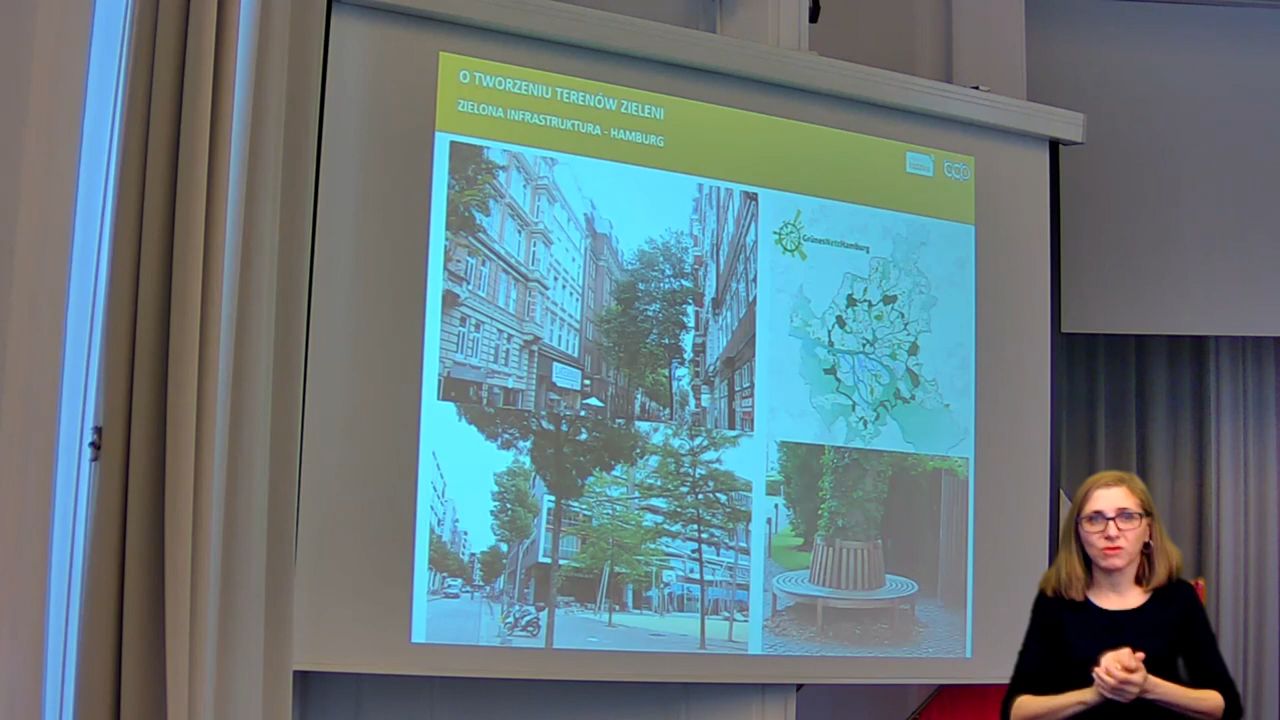 O TWORZENIU TERENÓW ZIELENI
ZIELONA INFRASTRUKTURA - HAMBURG
GrünesNetzHamburg